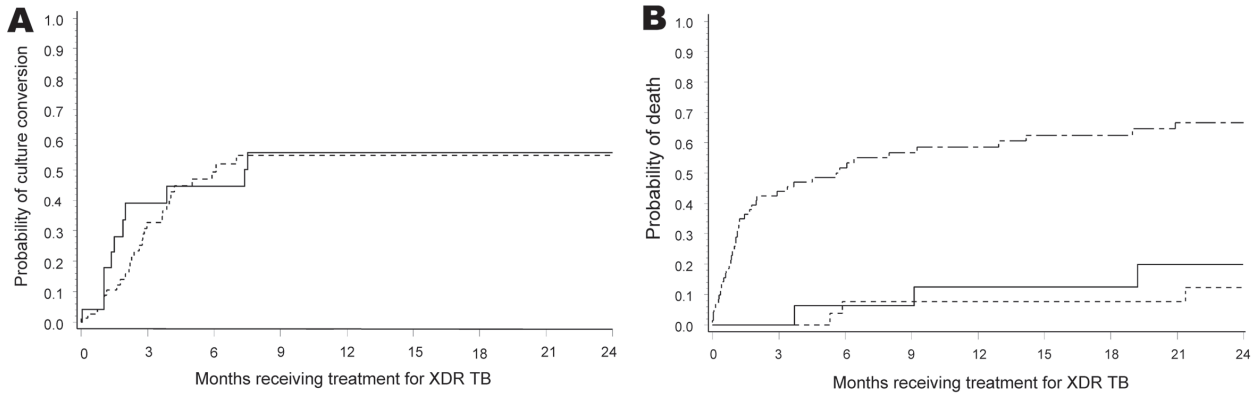 A
Probability of culture conversion
1.0
0.9
0.8
0.7
0.6
0.5
0.4
0.3
0.2
0.1
0.0
0 3 6 9 12 15 18 21 24
Months receiving treatment for XDR TB
B
Probability of death
1.0
0.9
0.8
0.7
0.6
0.5
0.4
0.3
0.2
0.1
0.0
0 3 6 9 12 15 18 21 24
Months receiving treatment for XDR TB